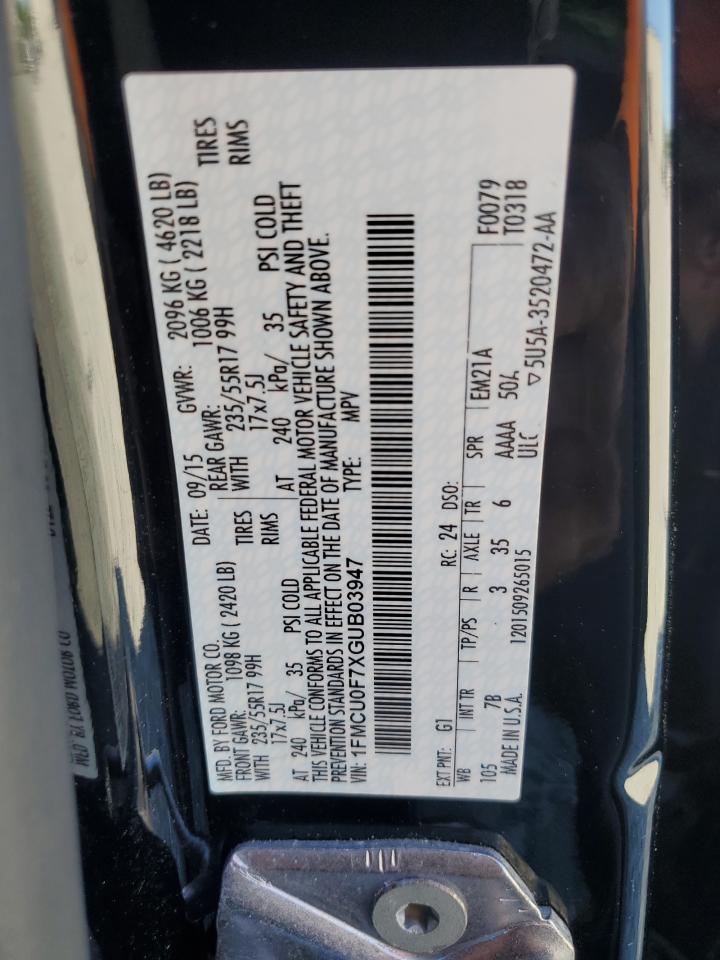 MFD. BY FORD MOTOR CO.
DATE: 09/15 GVWR: 2096 KG ( 4620 LB)
FRONT GAWR: 1098 KG (2420 LB) REAR GAWR: 1006 KG ( 2218 LB)
WITH 235/55R17 99H TIRES WITH 235/55R17 99H TIRES
17x7.5J RIMS 17x7.5J RIMS
AT 240 kPa/ 35 PSI COLD AT 240 kPa/ 35 PSI COLD
THIS VEHICLE CONFORMS TO ALL APPLICABLE FEDERAL MOTOR VEHICLE SAFETY AND THEFT
PREVENTION STANDARDS IN EFFECT ON THE DATE OF MANUFACTURE SHOWN ABOVE.
VIN: 1FMCU0F7XGUB03947 TYPE: MPV
EXT PNT: G1 RC: 24 DSO: F0079
WB INT TR TP/PS R AXLE TR SPR EM21A T0318
105 7B 3 35 6 AAAA 50%
MADE IN U.S.A. 1201509265015 ULC ▽5U5A-3520472-AA